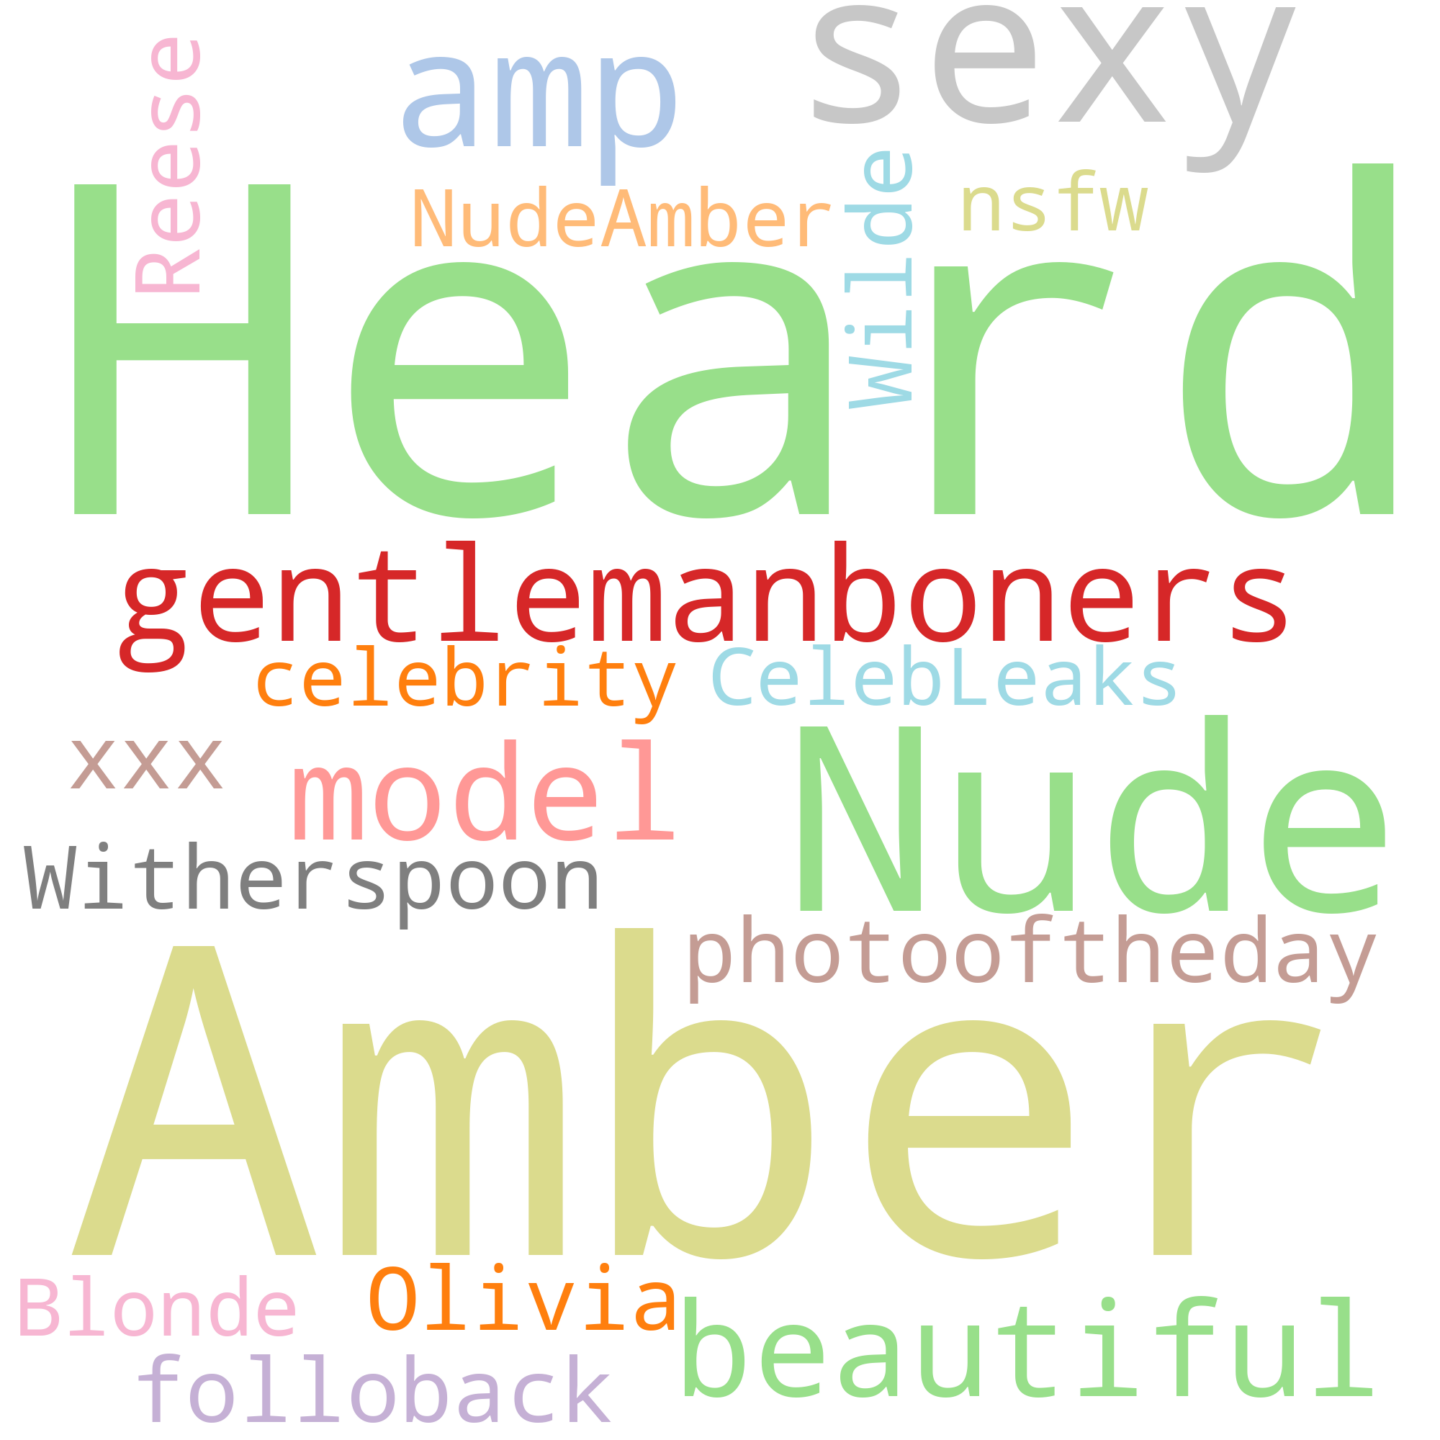 sexy
amp
Reese
Wilde
nsfw
NudeAmber
Heard
gentlemanboners
celebrity
CelebLeaks
Nude
xxx
model
Witherspoon
photooftheday
Amber
Blonde
Olivia
beautiful
folloback